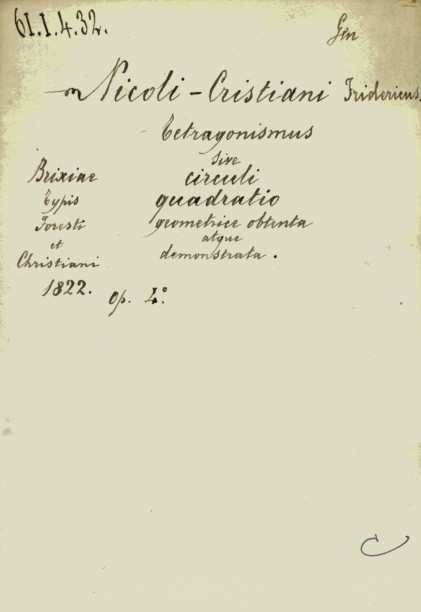 61.1.4.32.
Gen
Nicoli-Cristiani Fridericus.
Tetragonismus
sive
circuli
quadratio
geometrice obtenta
atque
demonstrata.
Brixiae
Typis
Foresti
et
Christiani
1822.
op. 4°.